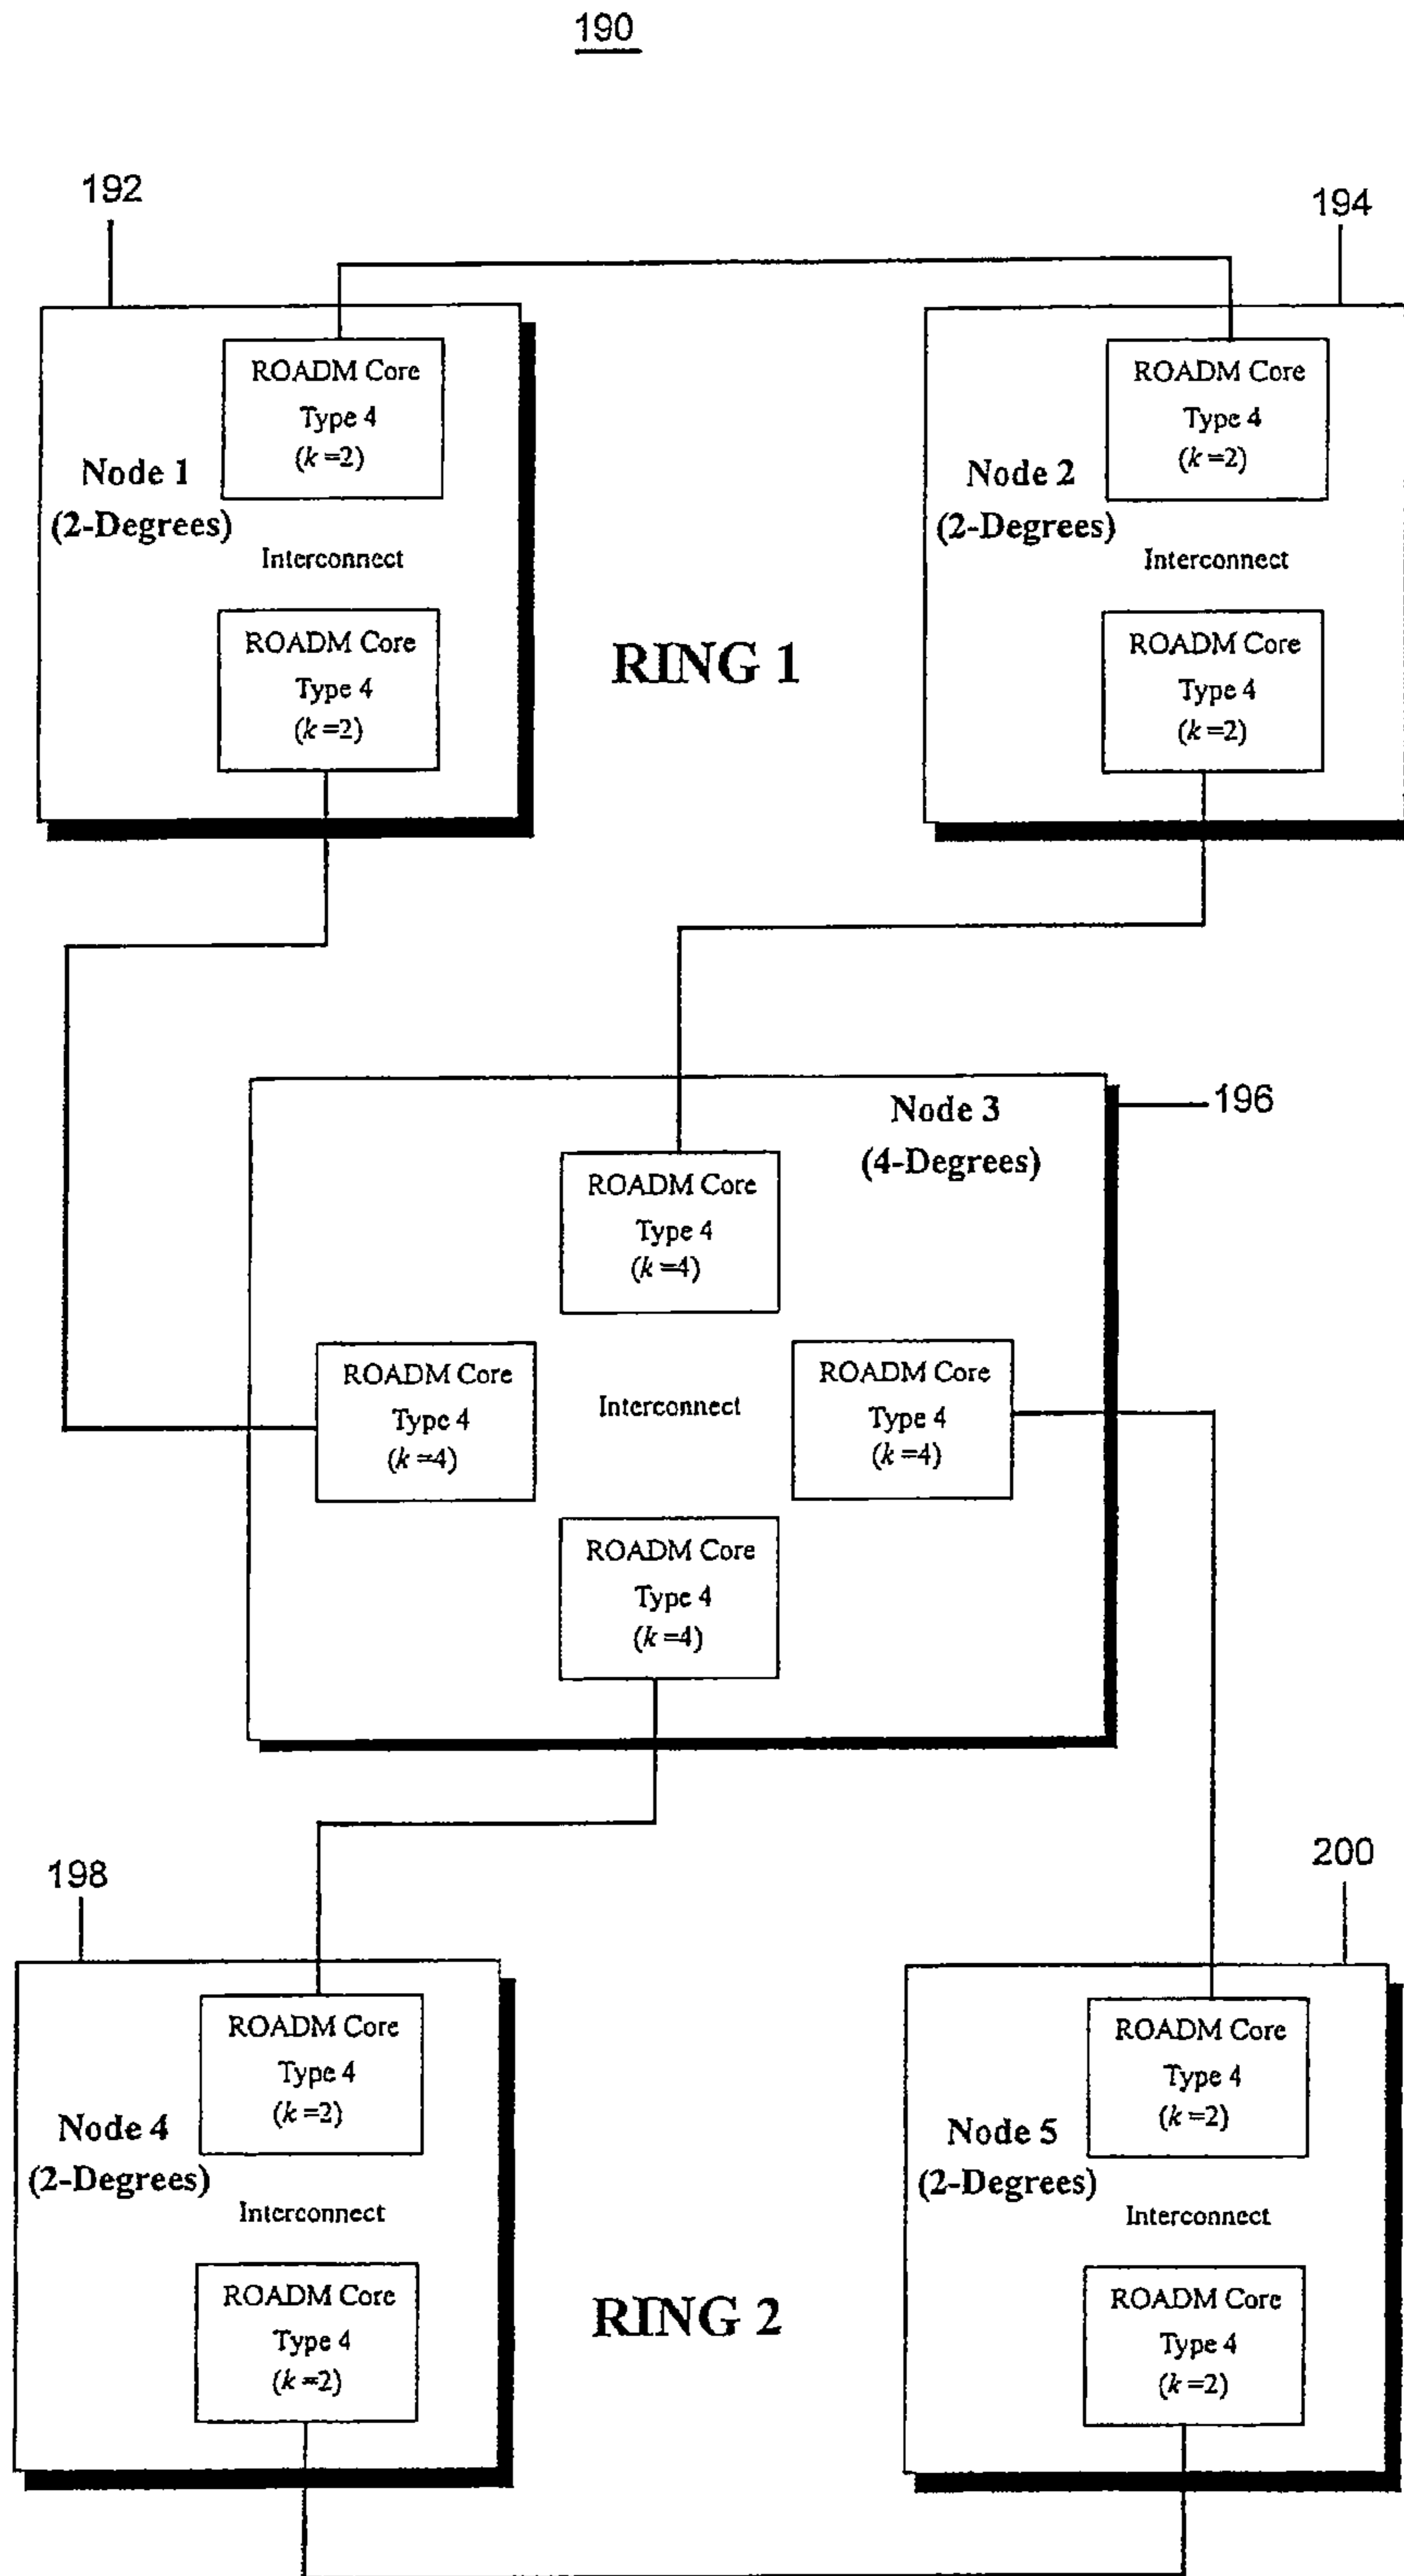 190
192
194
ROADM Core
Type 4
(k=2)
Node 1
(2-Degrees)
Interconnect
ROADM Core
Type 4
(k=2)
ROADM Core
Type 4
(k=2)
Node 2
(2-Degrees)
Interconnect
ROADM Core
Type 4
(k=2)
RING 1
Node 3
(4-Degrees)
196
ROADM Core
Type 4
(k=4)
ROADM Core
Type 4
(k=4)
Interconnect
ROADM Core
Type 4
(k=4)
ROADM Core
Type 4
(k=4)
198
200
ROADM Core
Type 4
(k=2)
Node 4
(2-Degrees)
Interconnect
ROADM Core
Type 4
(k=2)
RING 2
ROADM Core
Type 4
(k=2)
Node 5
(2-Degrees)
Interconnect
ROADM Core
Type 4
(k=2)